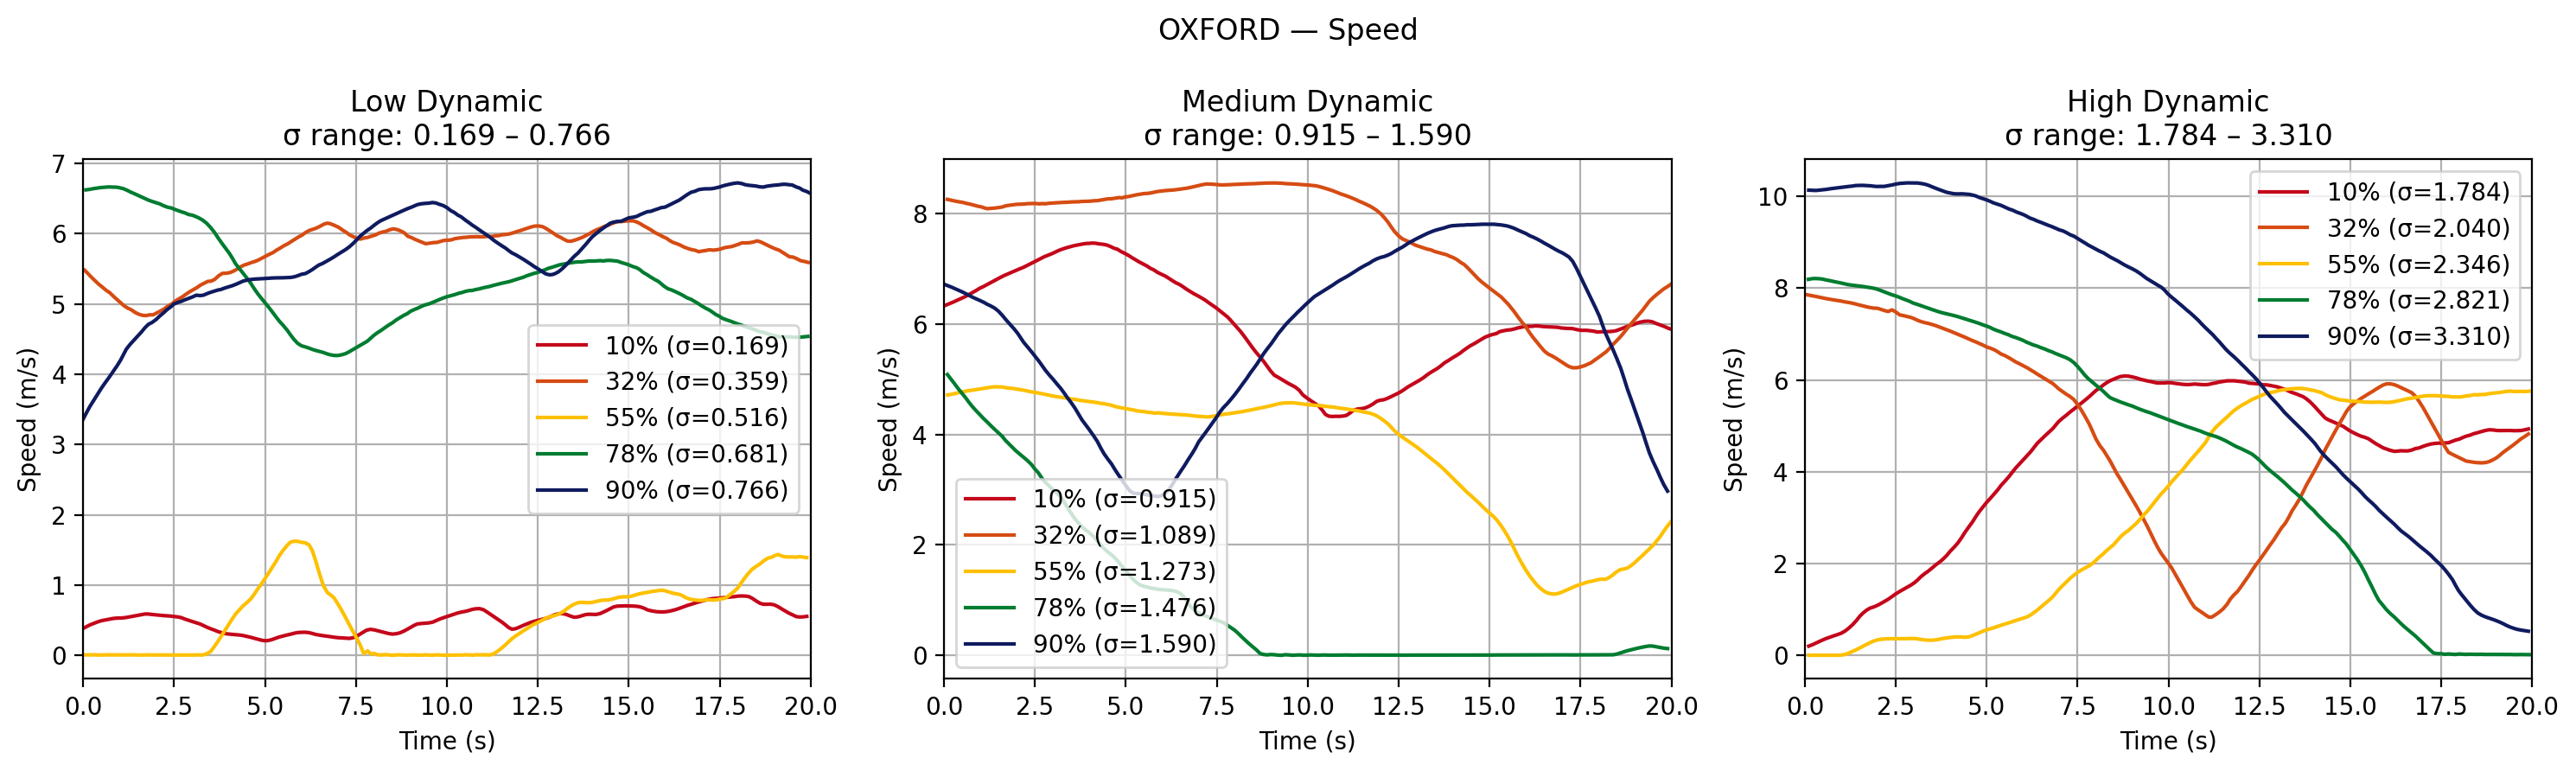 OXFORD — Speed
Low Dynamic
σ range: 0.169 – 0.766
7
6
5
4
3
2
1
0
Speed (m/s)
10% (σ=0.169)
32% (σ=0.359)
55% (σ=0.516)
78% (σ=0.681)
90% (σ=0.766)
0.0 2.5 5.0 7.5 10.0 12.5 15.0 17.5 20.0
Time (s)
Medium Dynamic
σ range: 0.915 – 1.590
8
6
4
2
0
Speed (m/s)
10% (σ=0.915)
32% (σ=1.089)
55% (σ=1.273)
78% (σ=1.476)
90% (σ=1.590)
0.0 2.5 5.0 7.5 10.0 12.5 15.0 17.5 20.0
Time (s)
High Dynamic
σ range: 1.784 – 3.310
10
8
6
4
2
0
Speed (m/s)
10% (σ=1.784)
32% (σ=2.040)
55% (σ=2.346)
78% (σ=2.821)
90% (σ=3.310)
0.0 2.5 5.0 7.5 10.0 12.5 15.0 17.5 20.0
Time (s)